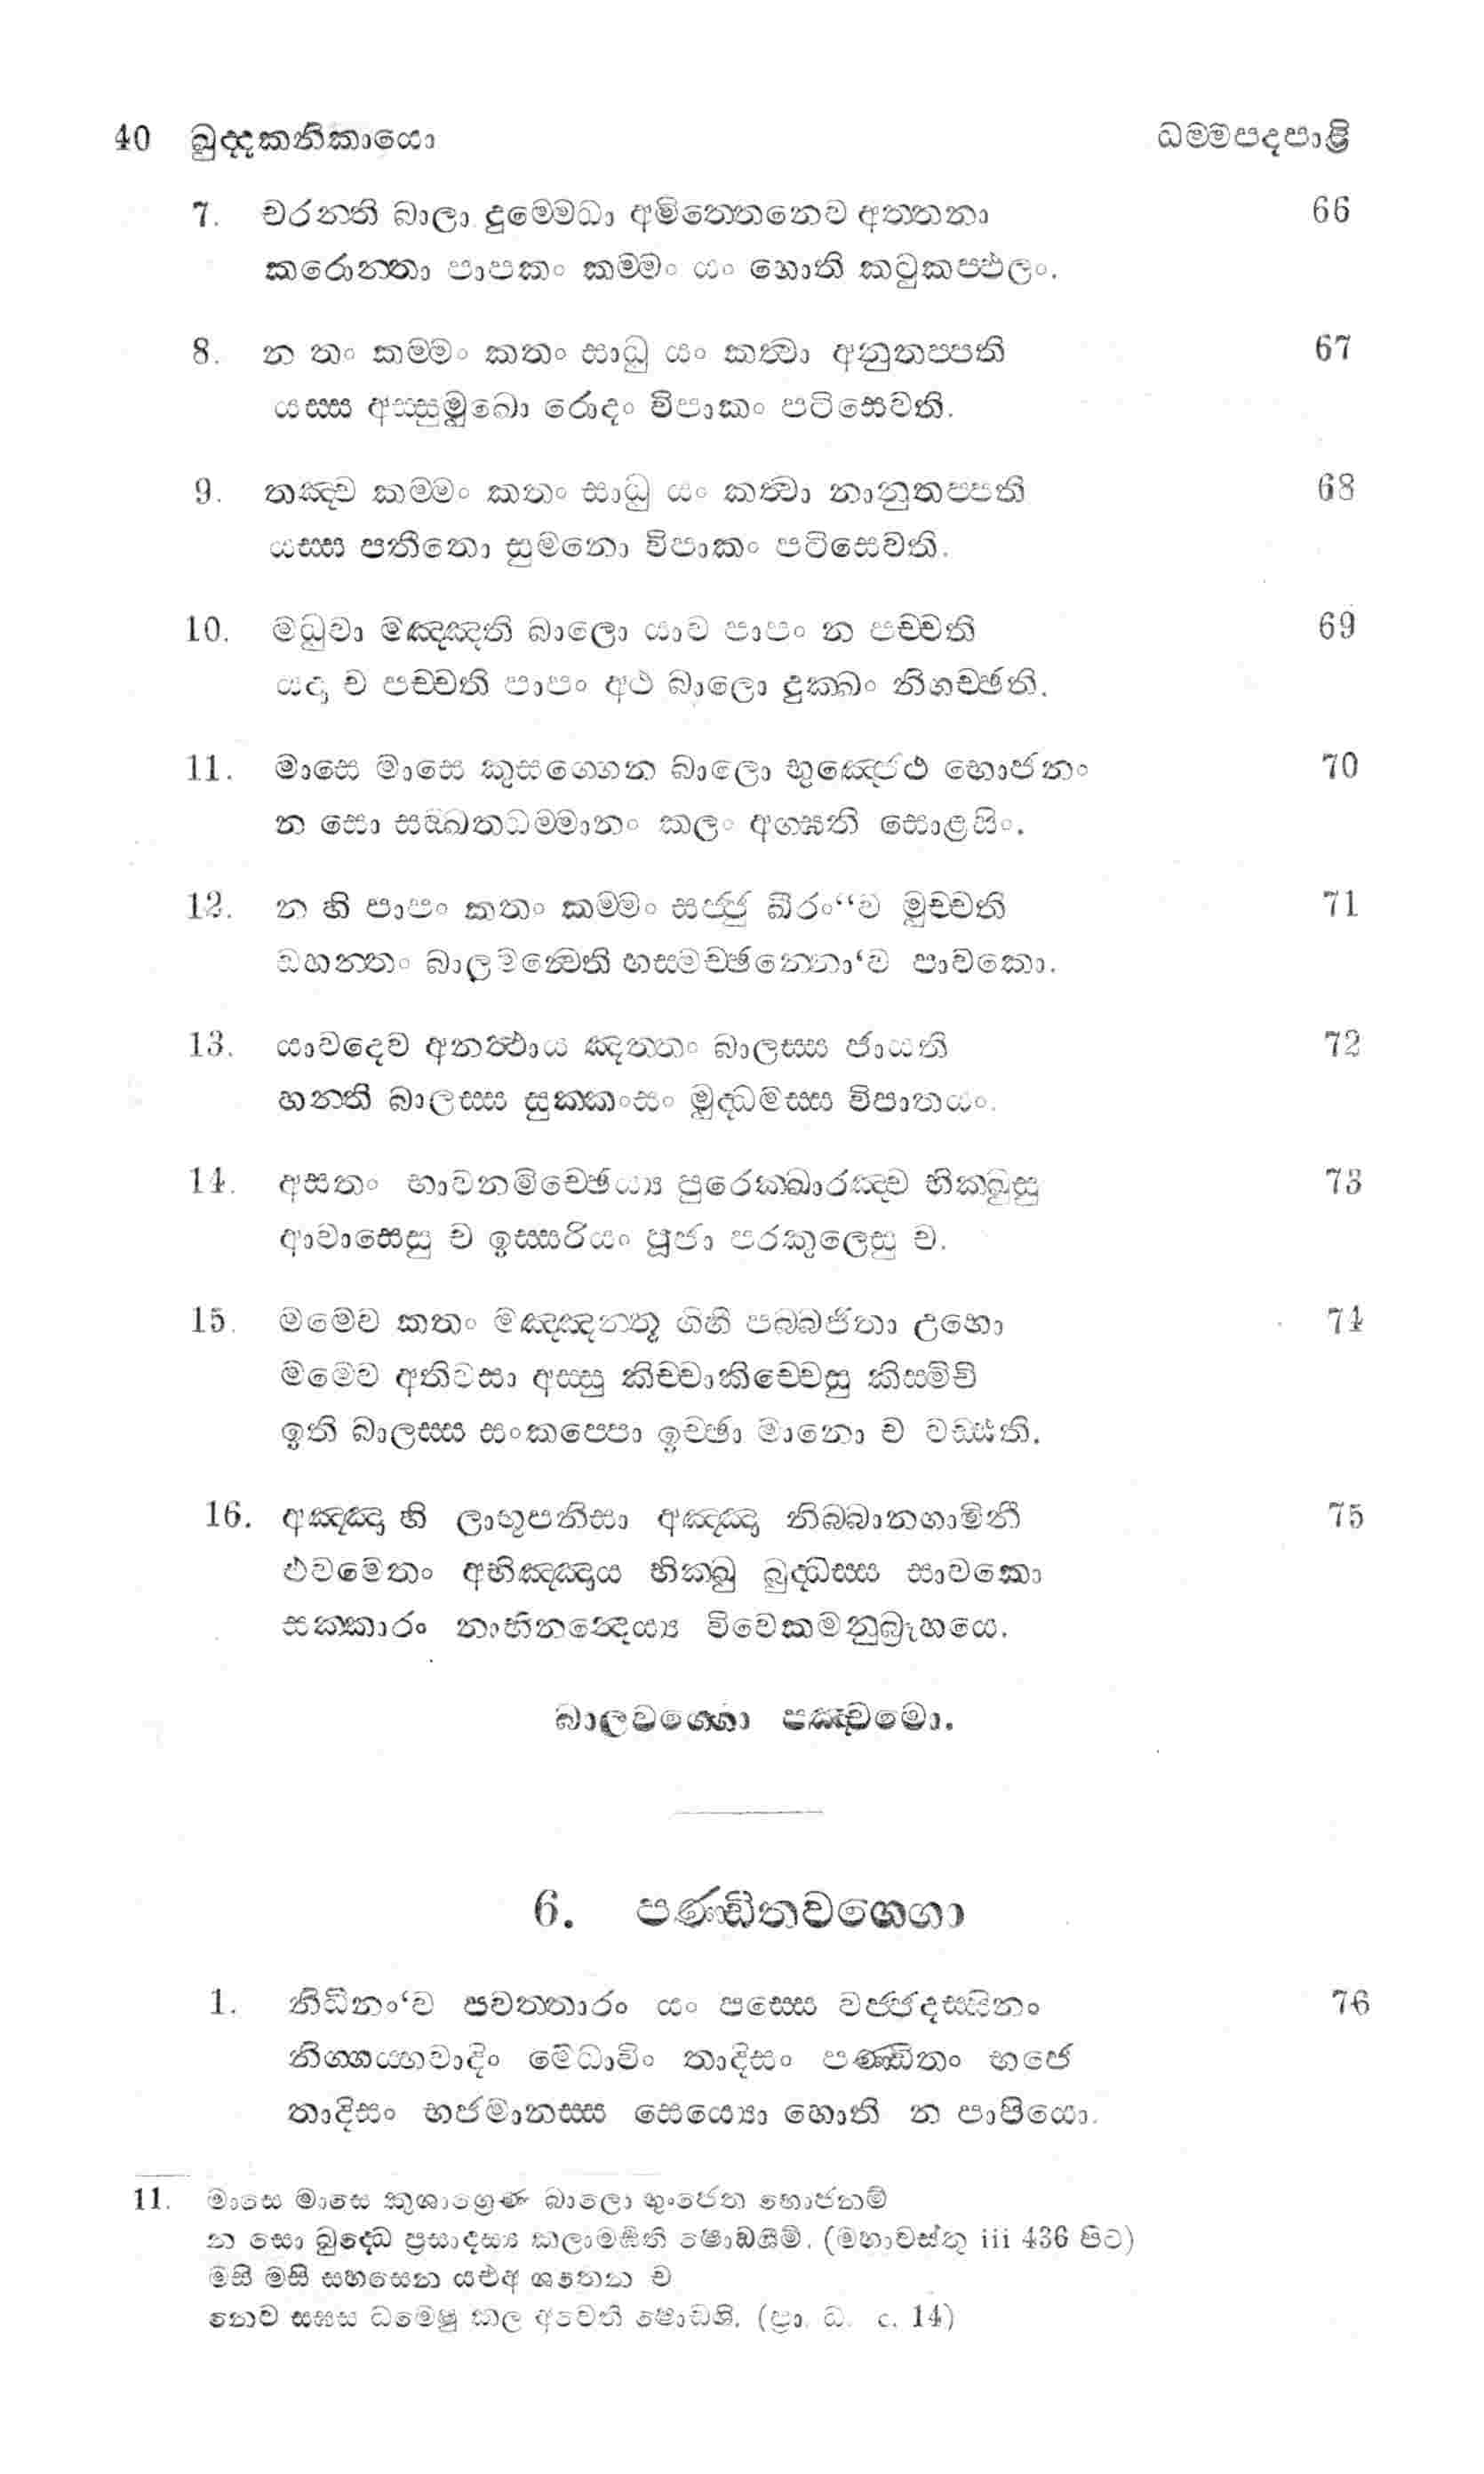 40 ඛුද්දකනිකායො ධම්මපදපාළි
7. චරන්ති බාලා දුම්මෙධා අමිත්තෙනෙව අත්තනා 66
කරොන්තා පාපකං කම්මං යං හොති කටුකප්ඵලං.
8. න තං කම්මං කතං සාධු යං කත්වා අනුතප්පති 67
යස්ස අස්සුමුඛො රොදං විපාකං පටිසෙවති.
9. තඤ්ච කම්මං කතං සාධු යං කත්වා නානුතප්පති 68
යස්ස පතීතො සුමනො විපාකං පටිසෙවති.
10. මධුවා මඤ්ඤති බාලො යාව පාපං න පච්චති 69
යදා ච පච්චති පාපං අථ බාලො දුක්ඛං නිගච්ඡති.
11. මාසෙ මාසෙ කුසග්ගෙන බාලො භුඤ්ජෙථ භොජනං 70
න සො සඞ්ඛතධම්මානං කලං අග්ඝති සොළසිං.
12. න හි පාපං කතං කම්මං සජ්ජු ඛීරං“ව මුච්චති 71
ඩහන්තං බාලමන්වෙති භස්මච්ඡන්නො‘ව පාවකො.
13. යාවදෙව අනත්ථාය ඤත්තං බාලස්ස ජායති 72
හන්ති බාලස්ස සුක්කංසං මුද්ධමස්ස විපාතයං.
14. අසතං භාවනමිච්ඡෙය්‍ය පුරෙක්ඛාරඤ්ච භික්ඛුසු 73
ආවාසෙසු ච ඉස්සරියං පූජා පරකුලෙසු ච.
15. මමෙව කතං මඤ්ඤන්තූ ගිහී පබ්බජිතා උභො 74
මමෙව අතිවසා අස්සු කිච්චාකිච්චෙසු කිස්මිචි
ඉති බාලස්ස සංකප්පො ඉච්ඡා මානො ච වඩ්ඪති.
16. අඤ්ඤා හි ලාභූපනිසා අඤ්ඤා නිබ්බානගාමිනී 75
එවමෙතං අභිඤ්ඤාය භික්ඛු බුද්ධස්ස සාවකො
සක්කාරං නාභිනන්දෙය්‍ය විවෙකමනුබ්‍රූහයෙ.
බාලවග්ගො පඤ්චමො.
6. පණ්ඩිතවග්ගො
1. නිධීනං‘ව පවත්තාරං යං පස්සෙ වජ්ජදස්සිනං 76
නිග්ගය්හවාදිං මෙධාවිං තාදිසං පණ්ඩිතං භජෙ
තාදිසං භජමානස්ස සෙය්‍යො හොති න පාපියො.
11. මාසෙ මාසෙ කුශාග්‍රෙණ බාලො භුංජෙත භොජනම්
න සො බුද්ධෙ ප්‍රසාදස්‍ය කලාමර්ඝති ෂොඩශීම්. (මහාවස්තු iii 436 පිට)
මසි මසි සහසෙන යඑඅ ශතෙන ච
නෙව සඝස ධමෙෂු කල අවෙති ෂොඩශි. (ප්‍රා. ධ. c. 14)